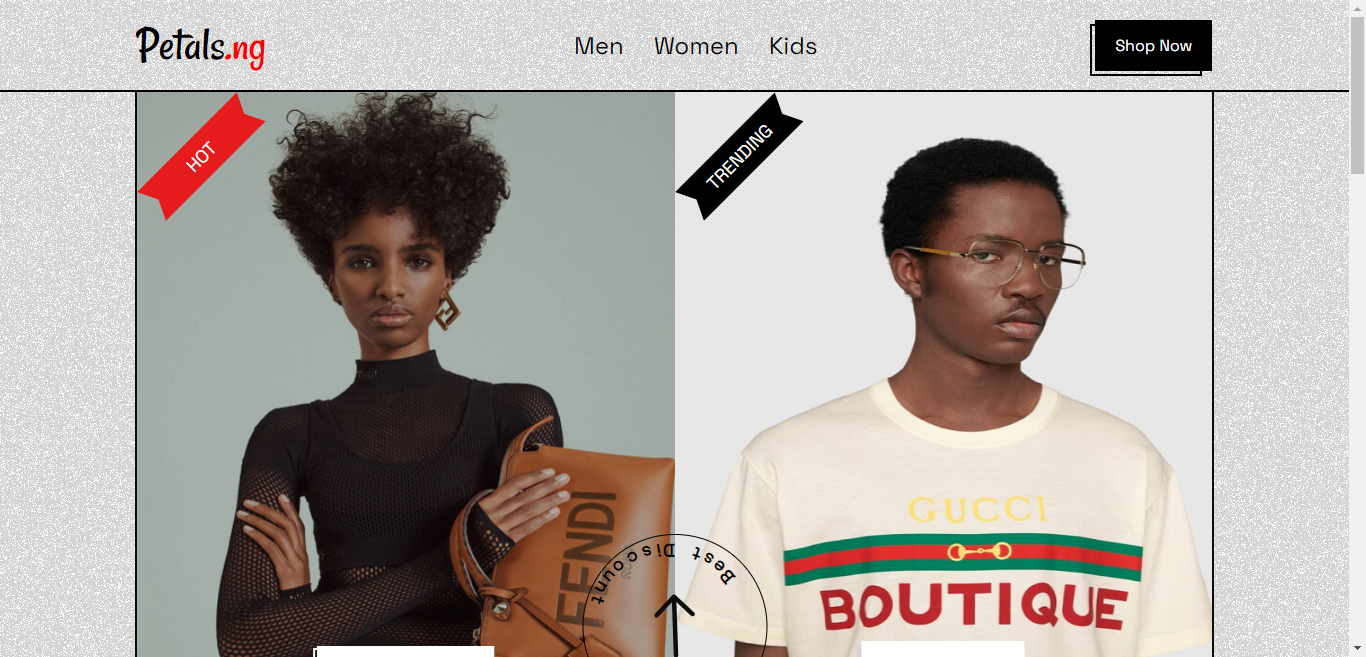 Petals.ng
Men Women Kids
Shop Now
HOT
TRENDING
FENDI
GUCCI
BOUTIQUE
Best Discount